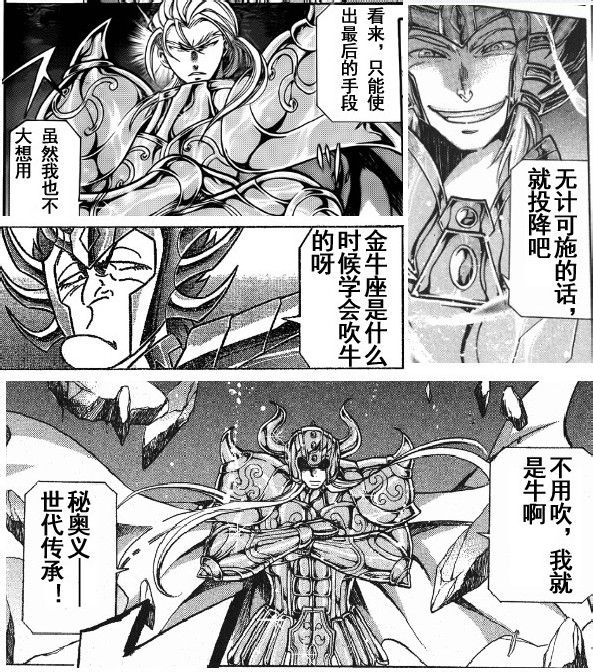 无计可施的话，
就投降吧
看来，只能使
出最后的手段
虽然我也不
大想用
金牛座是什么
时候学会吹牛
的呀
不用吹，我就
是牛啊
秘奥义——
世代传承！